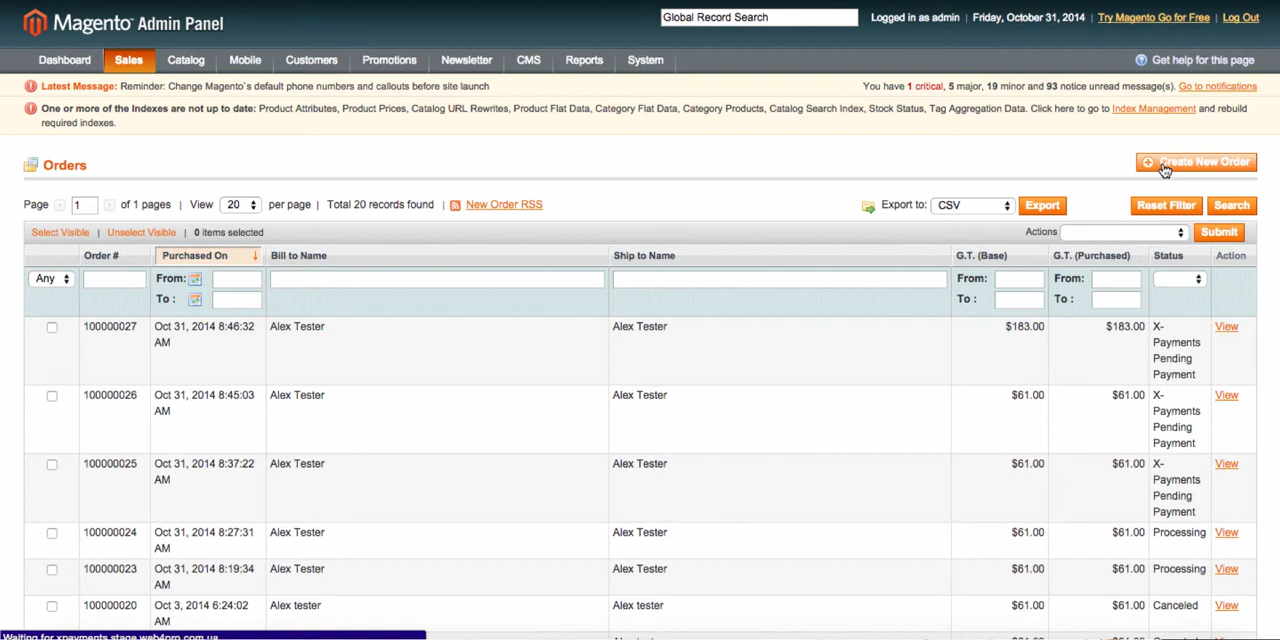 Magento Admin Panel
Global Record Search
Logged in as admin | Friday, October 31, 2014 | Try Magento Go for Free | Log Out
Dashboard Sales Catalog Mobile Customers Promotions Newsletter CMS Reports System
Get help for this page
Latest Message: Reminder: Change Magento`s default phone numbers and callouts before site launch
You have 1 critical, 5 major, 19 minor and 93 notice unread message(s). Go to notifications
One or more of the Indexes are not up to date: Product Attributes, Product Prices, Catalog URL Rewrites, Product Flat Data, Category Flat Data, Category Products, Catalog Search Index, Stock Status, Tag Aggregation Data. Click here to go to Index Management and rebuild
required indexes.
Orders
Create New Order
Page 1 of 1 pages | View 20 per page | Total 20 records found | New Order RSS
Export to: CSV Export Reset Filter Search
Select Visible | Unselect Visible | 0 items selected
Actions Submit
Order # Purchased On Bill to Name Ship to Name G.T. (Base) G.T. (Purchased) Status Action
Any From: From: From:
To : To : To :
100000027 Oct 31, 2014 8:46:32 Alex Tester Alex Tester $183.00 $183.00 X- View
AM Payments
Pending
Payment
100000026 Oct 31, 2014 8:45:03 Alex Tester Alex Tester $61.00 $61.00 X- View
AM Payments
Pending
Payment
100000025 Oct 31, 2014 8:37:22 Alex Tester Alex Tester $61.00 $61.00 X- View
AM Payments
Pending
Payment
100000024 Oct 31, 2014 8:27:31 Alex Tester Alex Tester $61.00 $61.00 Processing View
AM
100000023 Oct 31, 2014 8:19:34 Alex Tester Alex Tester $61.00 $61.00 Processing View
AM
100000020 Oct 3, 2014 6:24:02 Alex tester Alex tester $61.00 $61.00 Canceled View
AM
Waiting for xpayments.stage.web4pro.com.ua